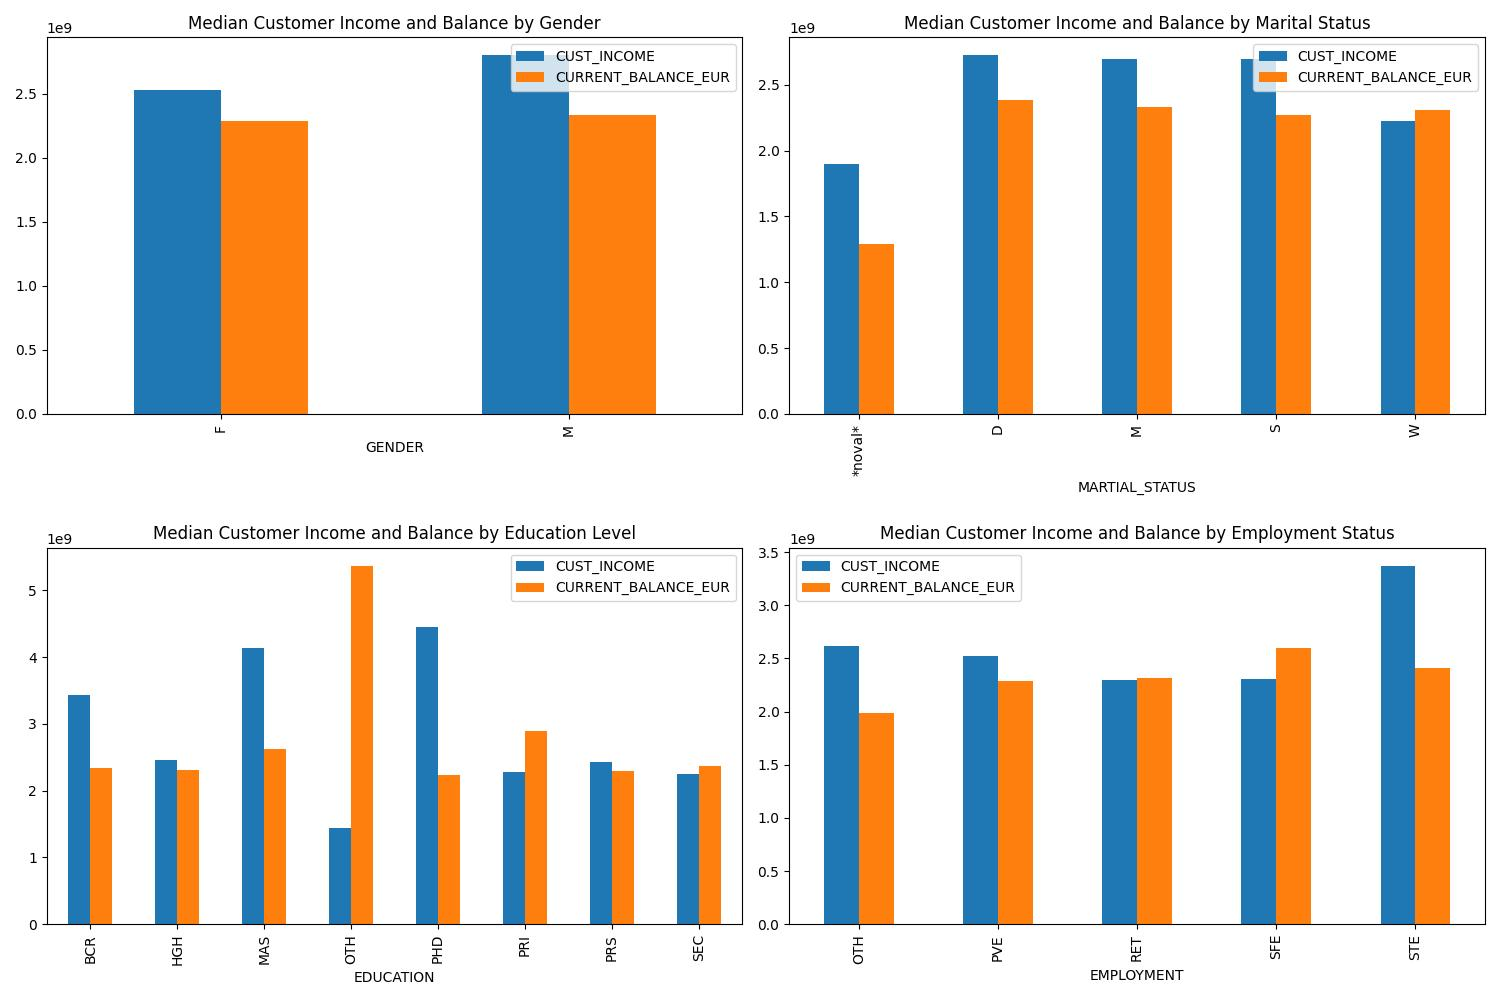 Median Customer Income and Balance by Gender
1e9
CUST_INCOME
CURRENT_BALANCE_EUR
2.5
2.0
1.5
1.0
0.5
0.0
F
M
GENDER
Median Customer Income and Balance by Marital Status
1e9
CUST_INCOME
CURRENT_BALANCE_EUR
2.5
2.0
1.5
1.0
0.5
0.0
*noval*
D
M
S
W
MARTIAL_STATUS
Median Customer Income and Balance by Education Level
1e9
CUST_INCOME
CURRENT_BALANCE_EUR
5
4
3
2
1
0
BCR
HGH
MAS
OTH
PHD
PRI
PRS
SEC
EDUCATION
Median Customer Income and Balance by Employment Status
1e9
CUST_INCOME
CURRENT_BALANCE_EUR
3.5
3.0
2.5
2.0
1.5
1.0
0.5
0.0
OTH
PVE
RET
SFE
STE
EMPLOYMENT